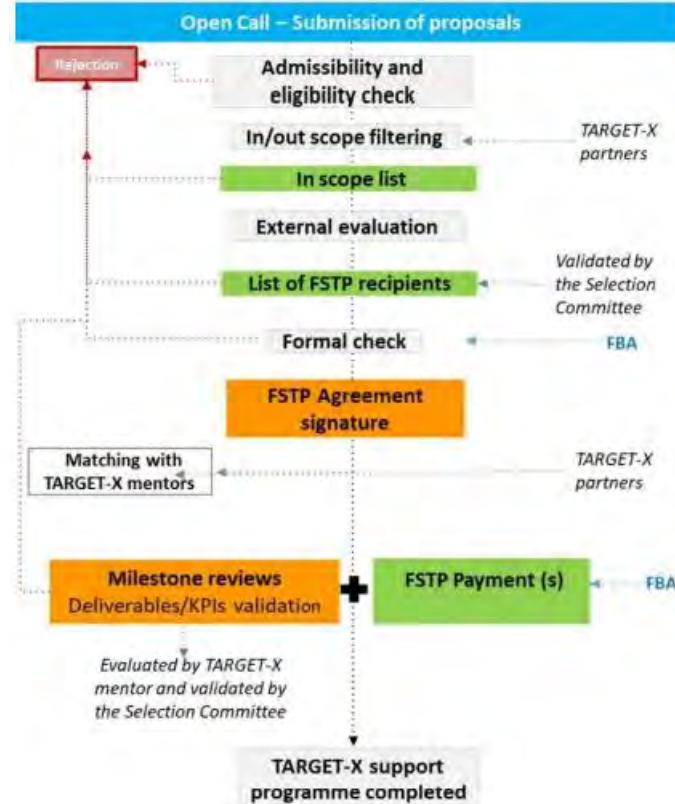 Open Call – Submission of proposals
Rejection
Admissibility and
eligibility check
In/out scope filtering
TARGET-X
partners
In scope list
External evaluation
List of FSTP recipients
Validated by
the Selection
Committee
Formal check
FBA
FSTP Agreement
signature
Matching with
TARGET-X mentors
TARGET-X
partners
Milestone reviews
Deliverables/KPIs validation
FSTP Payment (s)
FBA
Evaluated by TARGET-X
mentor and validated by
the Selection Committee
TARGET-X support
programme completed